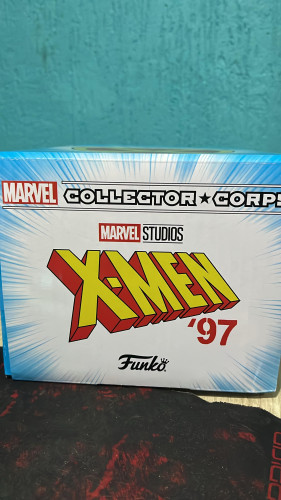 MARVEL COLLECTOR ★ CORPS
MARVEL STUDIOS
X-MEN
'97
Funko